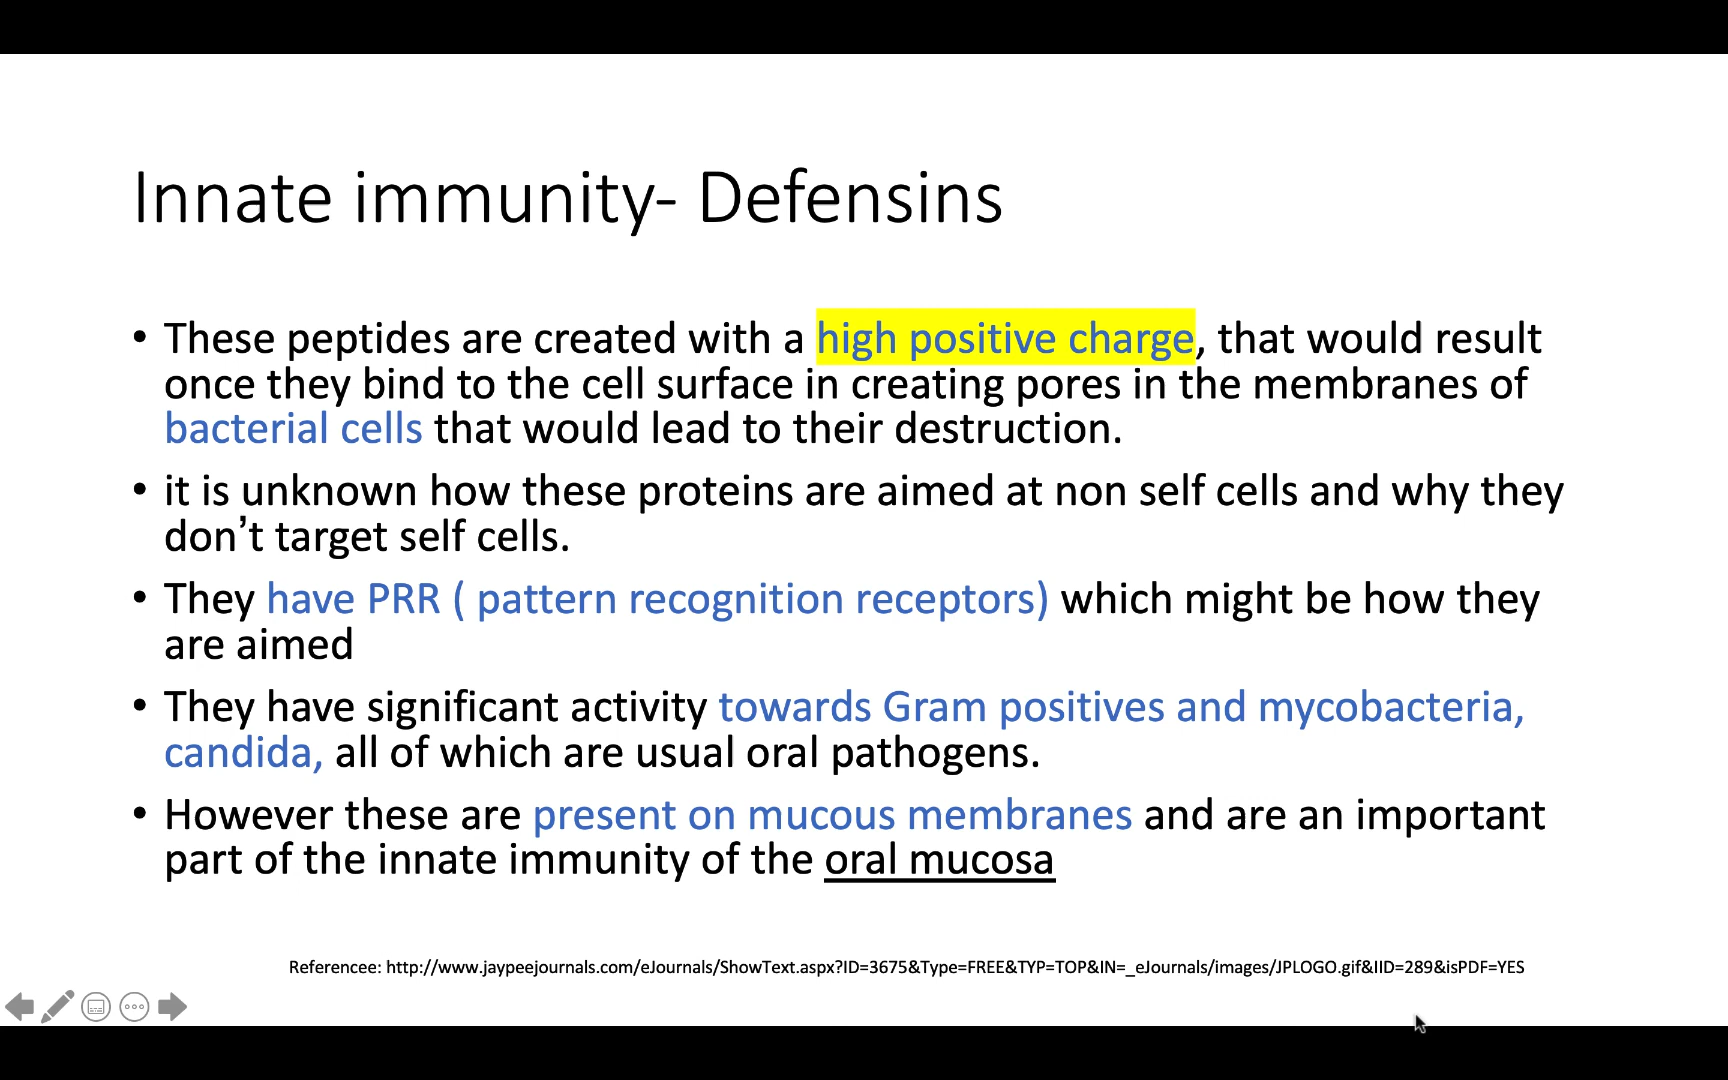 Innate immunity- Defensins
• These peptides are created with a high positive charge, that would result
once they bind to the cell surface in creating pores in the membranes of
bacterial cells that would lead to their destruction.
• it is unknown how these proteins are aimed at non self cells and why they
don’t target self cells.
• They have PRR ( pattern recognition receptors) which might be how they
are aimed
• They have significant activity towards Gram positives and mycobacteria,
candida, all of which are usual oral pathogens.
• However these are present on mucous membranes and are an important
part of the innate immunity of the oral mucosa
Referencee: http://www.jaypeejournals.com/eJournals/ShowText.aspx?ID=3675&Type=FREE&TYP=TOP&IN=_eJournals/images/JPLOGO.gif&IID=289&isPDF=YES